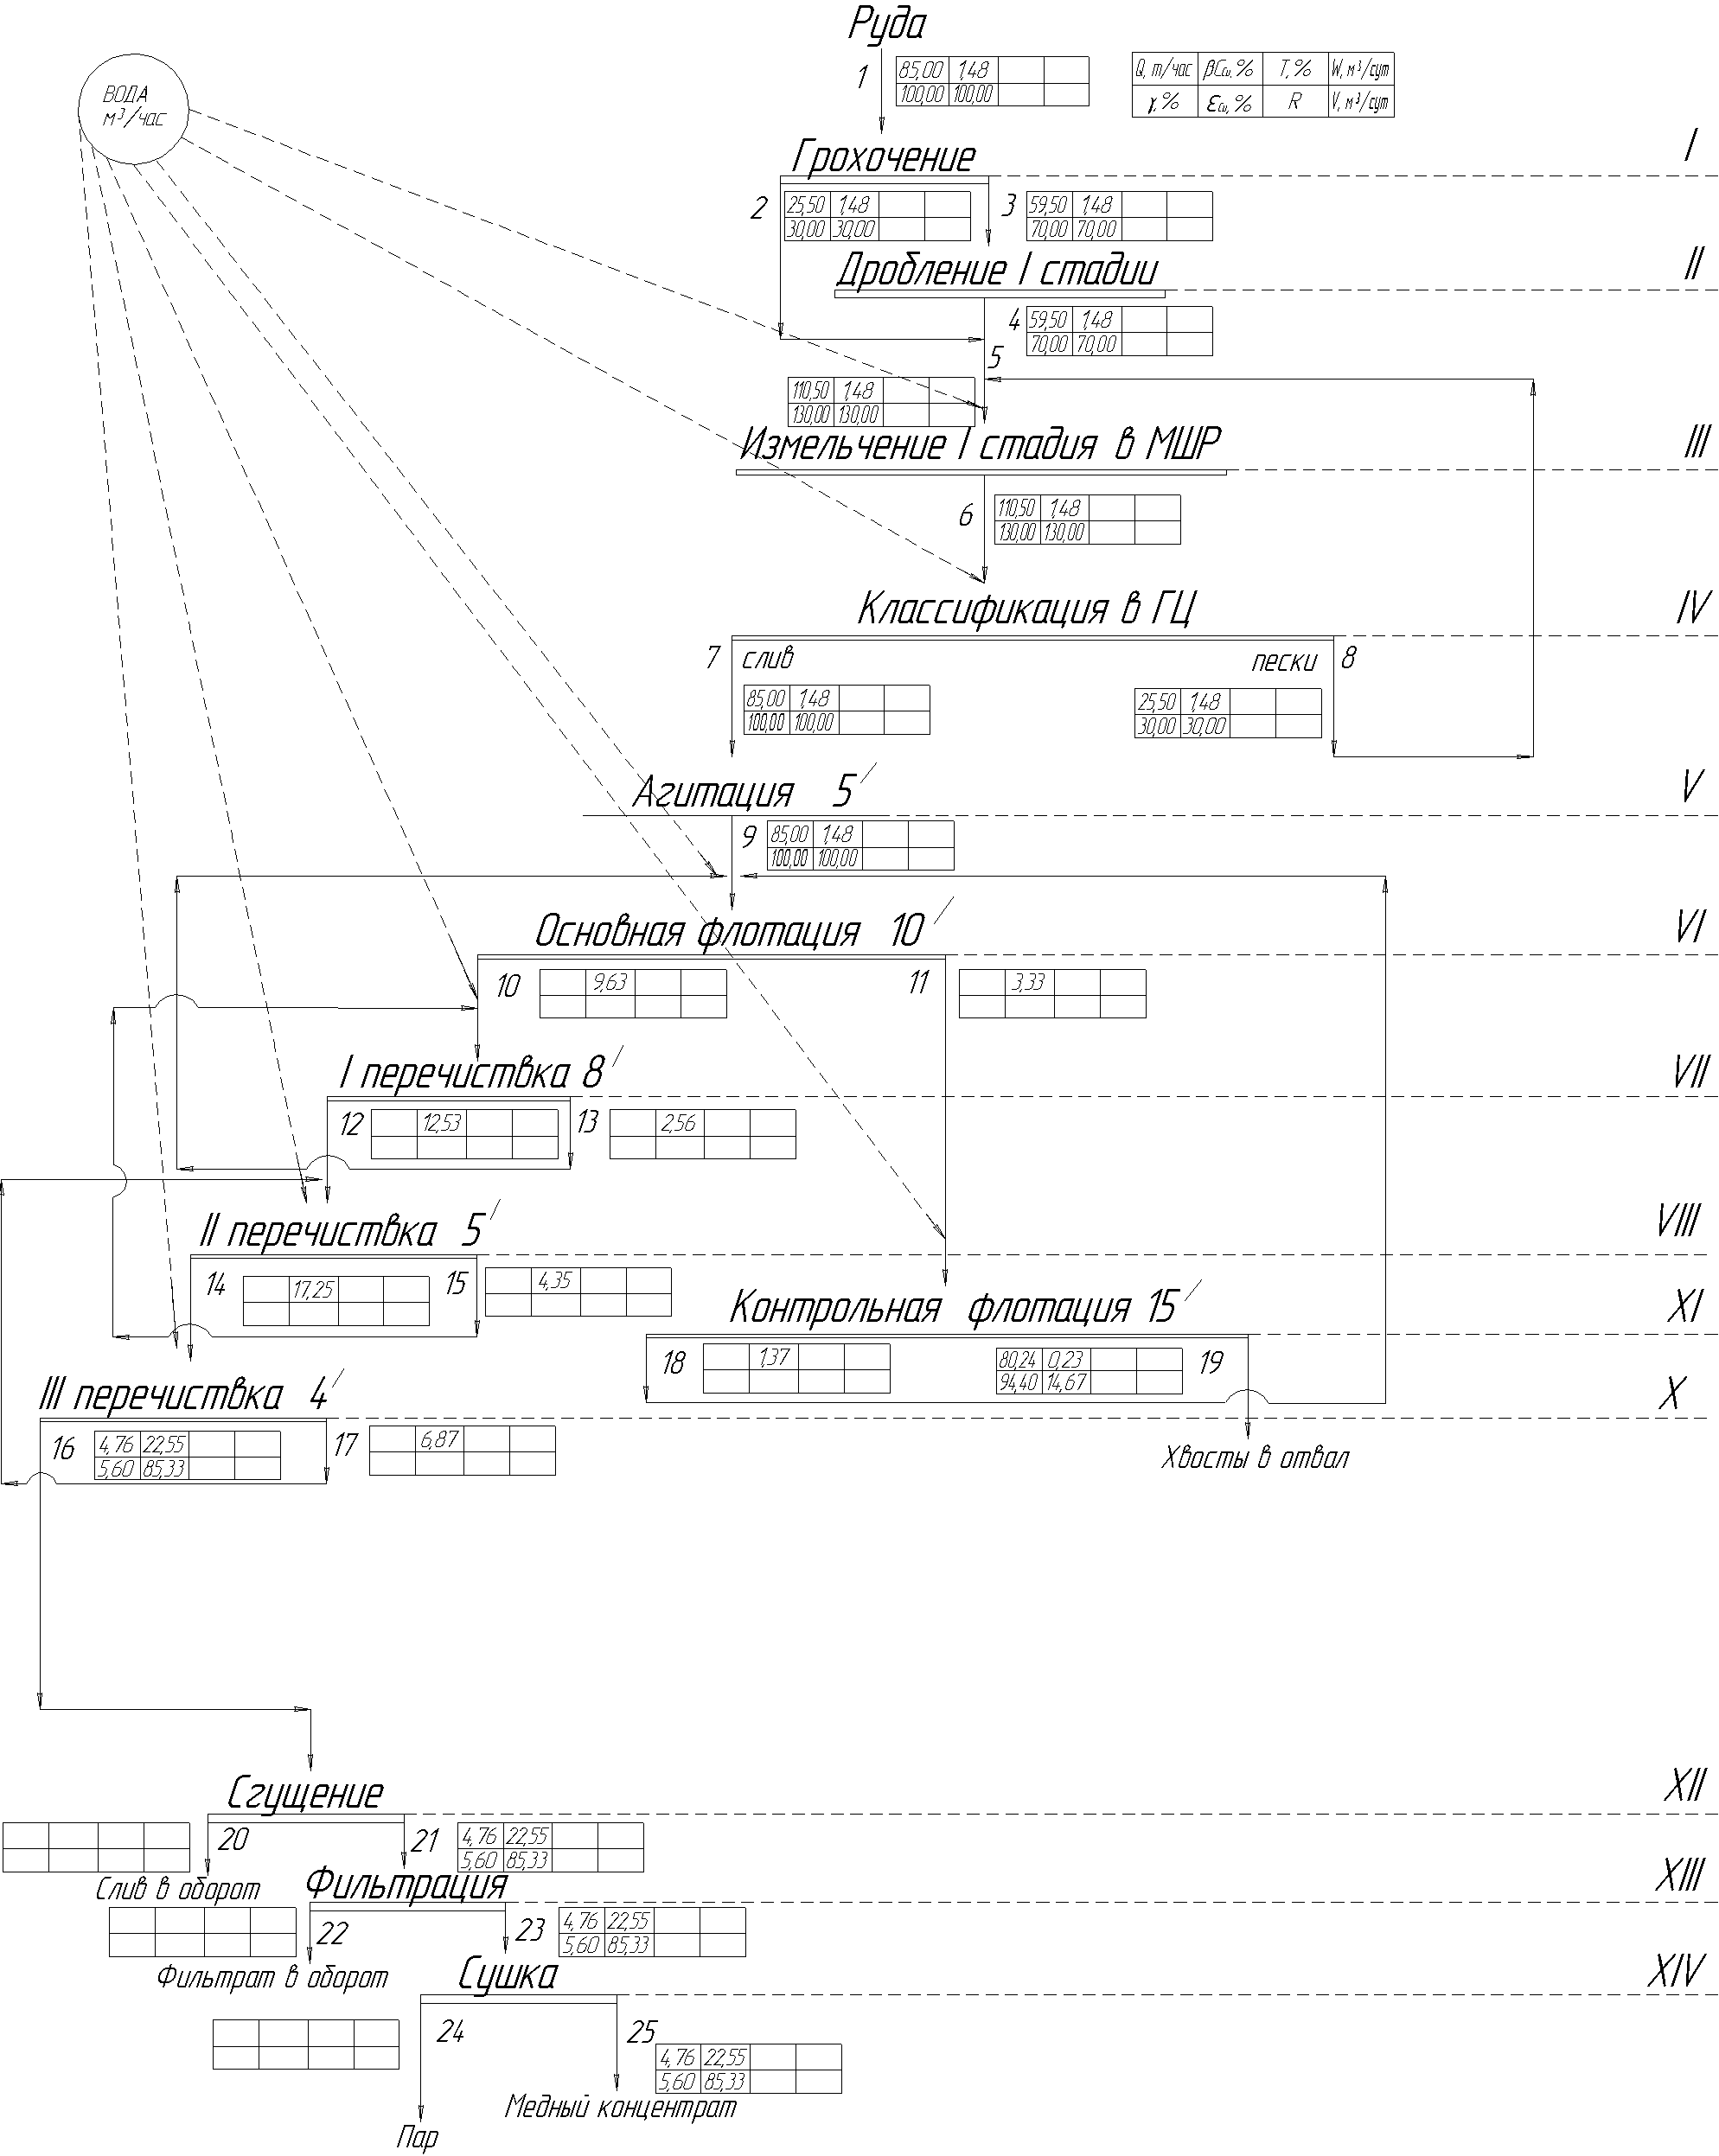 Руда
1
85,00 1,48
100,00 100,00
Q, т/час βCu, % T, % W, м³/сут
γ, % εCu, % R V, м³/сут
ВОДА
м³/час
Грохочение I
2
25,50 1,48
30,00 30,00
3
59,50 1,48
70,00 70,00
Дробление I стадии II
4
59,50 1,48
70,00 70,00
5
110,50 1,48
130,00 130,00
Измельчение I стадия в МШР III
6
110,50 1,48
130,00 130,00
Классификация в ГЦ IV
7 слив
85,00 1,48
100,00 100,00
пески 8
25,50 1,48
30,00 30,00
Агитация 5′ V
9
85,00 1,48
100,00 100,00
Основная флотация 10′ VI
10
9,63
11
3,33
I перечиствка 8′ VII
12
12,53
13
2,56
II перечиствка 5′ VIII
14
17,25
15
4,35
Контрольная флотация 15′ XI
18
1,37
80,24 0,23
94,40 14,67
19
III перечиствка 4′ X
16
4,76 22,55
5,60 85,33
17
6,87
Хвосты в отвал
Сгущение XII
20
21
4,76 22,55
5,60 85,33
Слив в оборот
Фильтрация XIII
22
23
4,76 22,55
5,60 85,33
Фильтрат в оборот
Сушка XIV
24
25
4,76 22,55
5,60 85,33
Медный концентрат
Пар